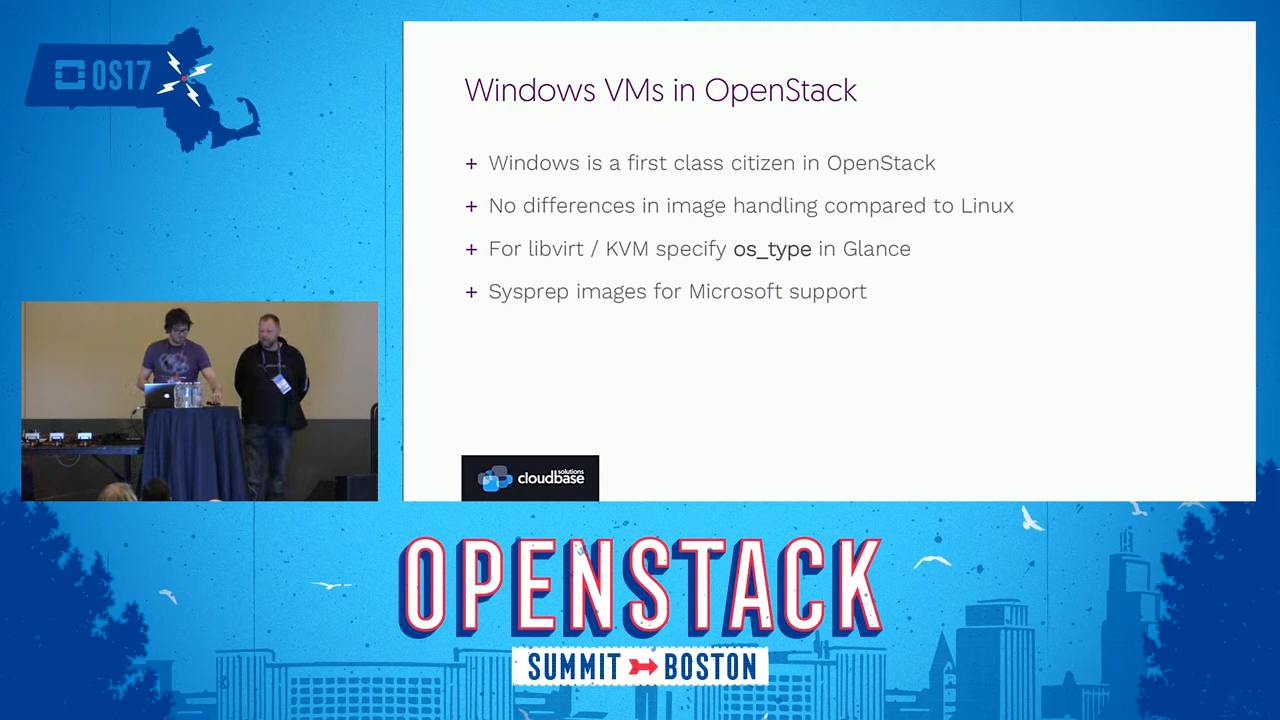 OS17
Windows VMs in OpenStack
+ Windows is a first class citizen in OpenStack
+ No differences in image handling compared to Linux
+ For libvirt / KVM specify os_type in Glance
+ Sysprep images for Microsoft support
cloudbase
solutions
OPENSTACK
SUMMIT BOSTON